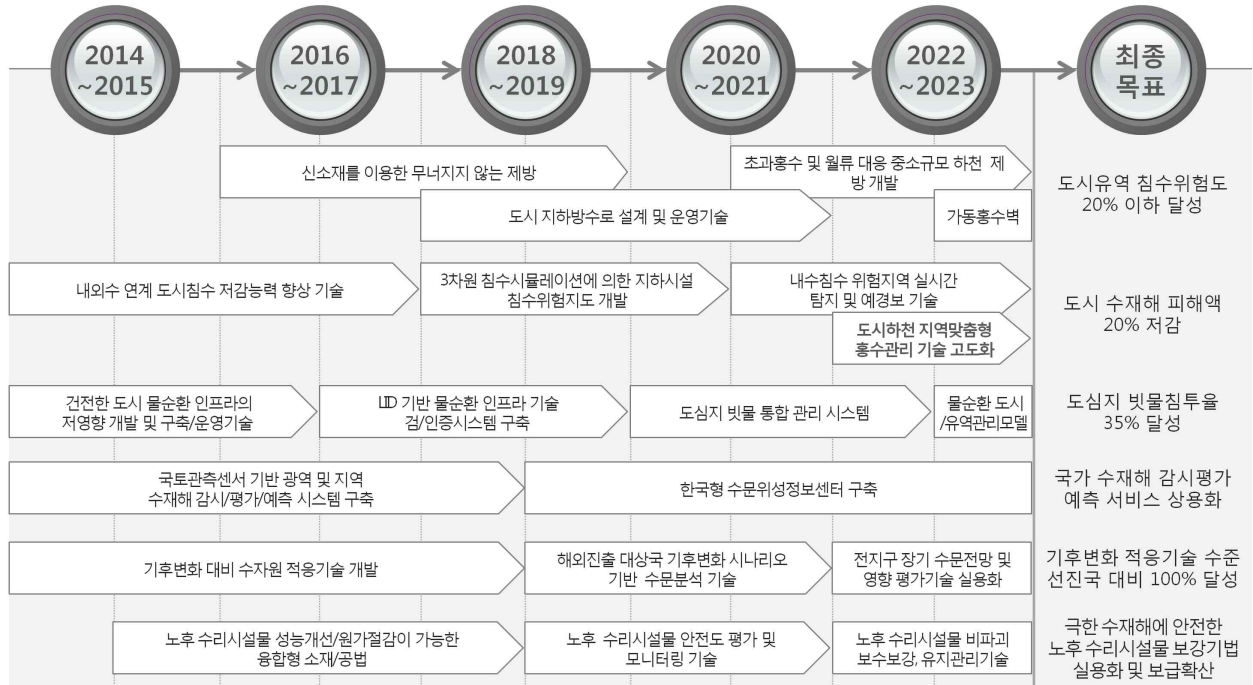 2014
~2015
2016
~2017
2018
~2019
2020
~2021
2022
~2023
최종
목표
신소재를 이용한 무너지지 않는 제방
초과홍수 및 월류 대응 중소규모 하천 제
방 개발
도시 지하방수로 설계 및 운영기술
가동홍수벽
도시유역 침수위험도
20% 이하 달성
내외수 연계 도시침수 저감능력 향상 기술
3차원 침수시뮬레이션에 의한 지하시설
침수위험지도 개발
내수침수 위험지역 실시간
탐지 및 예경보 기술
도시하천 지역맞춤형
홍수관리 기술 고도화
도시 수재해 피해액
20% 저감
건전한 도시 물순환 인프라의
저영향 개발 및 구축/운영기술
LID 기반 물순환 인프라 기술
검/인증시스템 구축
도심지 빗물 통합 관리 시스템
물순환 도시
/유역관리모델
도심지 빗물침투율
35% 달성
국토관측센서 기반 광역 및 지역
수재해 감시/평가/예측 시스템 구축
한국형 수문위성정보센터 구축
국가 수재해 감시평가
예측 서비스 상용화
기후변화 대비 수자원 적응기술 개발
해외진출 대상국 기후변화 시나리오
기반 수문분석 기술
전지구 장기 수문전망 및
영향 평가기술 실용화
기후변화 적응기술 수준
선진국 대비 100% 달성
노후 수리시설물 성능개선/원가절감이 가능한
융합형 소재/공법
노후 수리시설물 안전도 평가 및
모니터링 기술
노후 수리시설물 비파괴
보수보강, 유지관리기술
극한 수재해에 안전한
노후 수리시설물 보강기법
실용화 및 보급확산